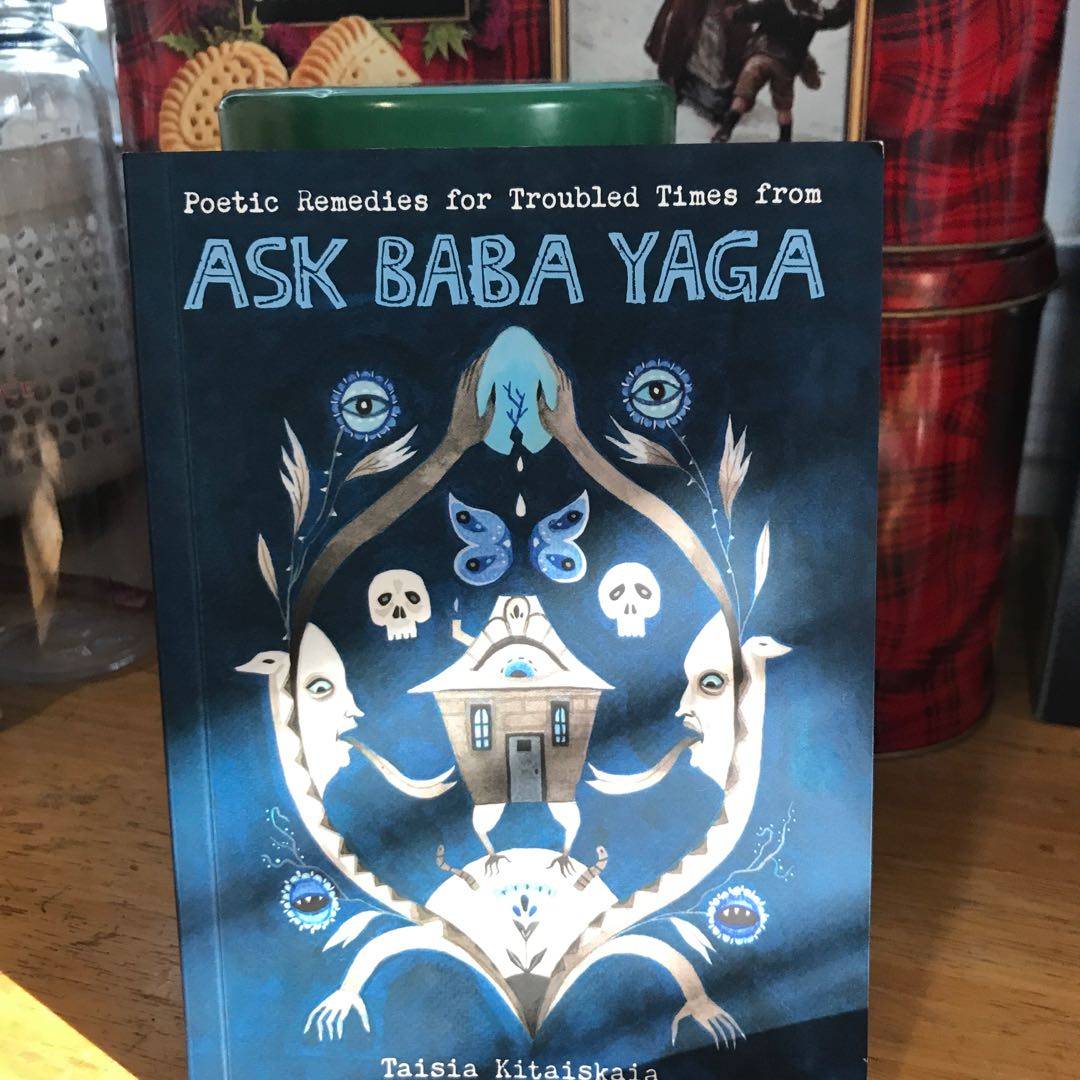 Poetic Remedies for Troubled Times from
ASK BABA YAGA
Taisia Kitaiskaia